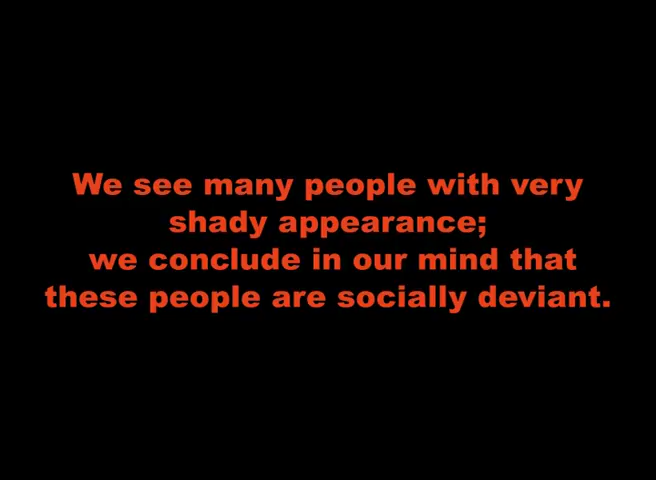 We see many people with very
shady appearance;
we conclude in our mind that
these people are socially deviant.